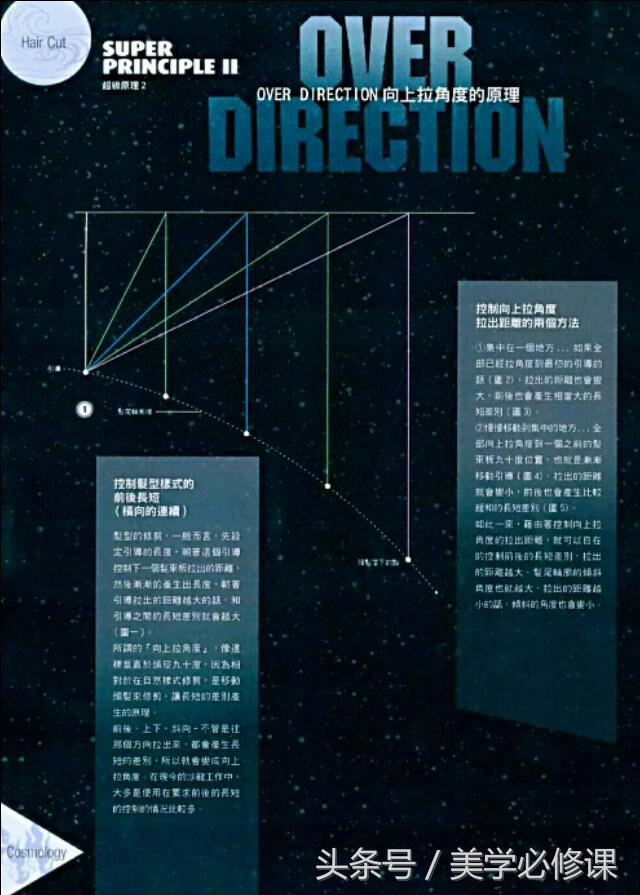 Hair Cut
SUPER
PRINCIPLE II
超級原理2
OVER
OVER DIRECTION向上拉角度的原理
DIRECTION
引導
1
控制向上拉角度
拉出距離的兩個方法
①集中在一個地方...如果全
部已經拉角度到最初的引導的
話(圖2),拉出的距離也會變
大,前後也會產生相當大的長
短差別(圖3)。
②慢慢移動到集中的地方...全
部向上拉角度到一個之前的髮
束板九十度位置,也就是漸漸
移動引導(圖4),拉出的距離
就會變小,前後也會產生比較
緩和的長短差別(圖5)。
如此一來,藉由著控制向上拉
角度的拉出距離,就可以自在
的控制前後的長短差別,拉出
的距離越大、髮尾輪廓的傾斜
角度也就越大,拉出的距離越
小的話,傾斜的角度也會變小。
控制髮型樣式的
前後長短
(橫向的連續)
髮型的修剪,一般而言,先設
定引導的長度,朝著這個引導
控制下一個髮束板拉出的距離,
然後漸漸的產生出長度,朝著
引導拉出的距離越大的話,和
引導之間的長短差別就會越大
(圖一)。
所謂的「向上拉角度」,像這
樣垂直於頭皮九十度,因為相
對於在自然樣式修剪,是移動
頭髮來修剪,讓長短的差別產
生的原理。
前後、上下、斜向-不管是往
那個方向拉出來,都會產生長
短的差別,所以就會變成向上
拉角度。在現今的沙龍工作中,
大多是使用在要求前後的長短
的控制的情況比較多。
Cosmology
头条号 / 美学必修课